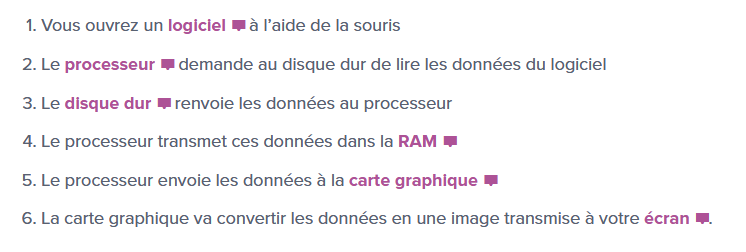 1. Vous ouvrez un logiciel à l’aide de la souris
2. Le processeur demande au disque dur de lire les données du logiciel
3. Le disque dur renvoie les données au processeur
4. Le processeur transmet ces données dans la RAM
5. Le processeur envoie les données à la carte graphique
6. La carte graphique va convertir les données en une image transmise à votre écran.